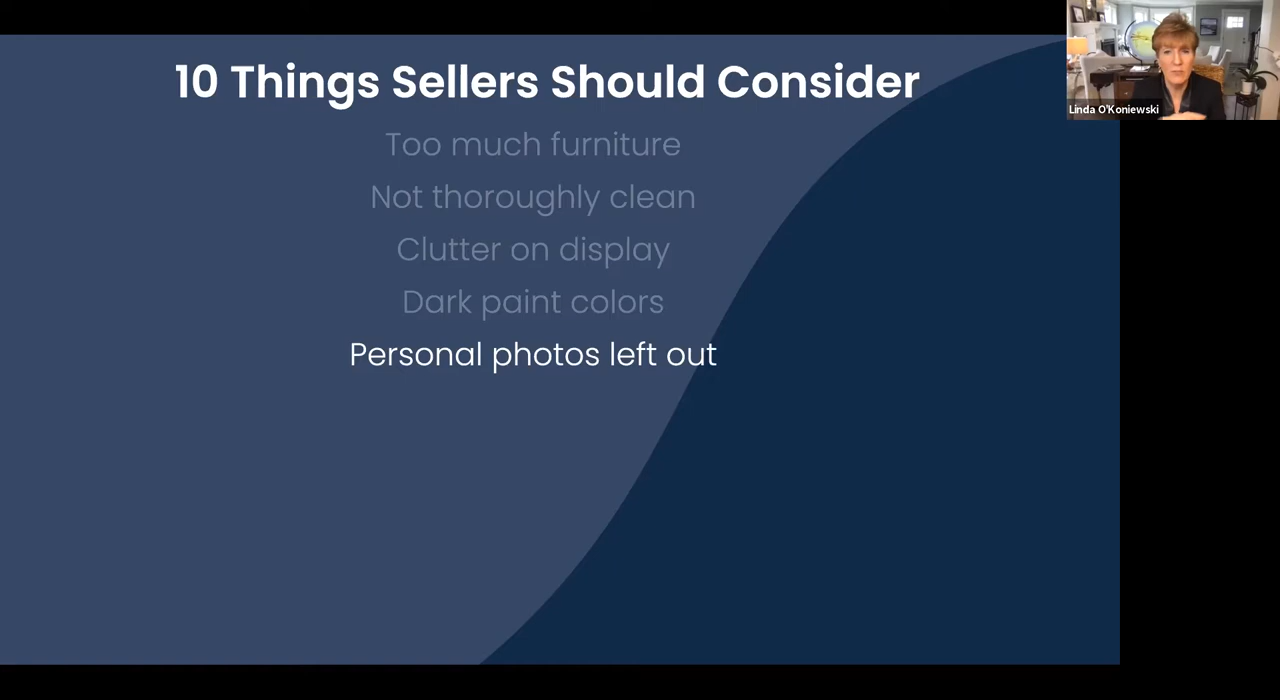 10 Things Sellers Should Consider
Too much furniture
Not thoroughly clean
Clutter on display
Dark paint colors
Personal photos left out
Linda O'Koniewski